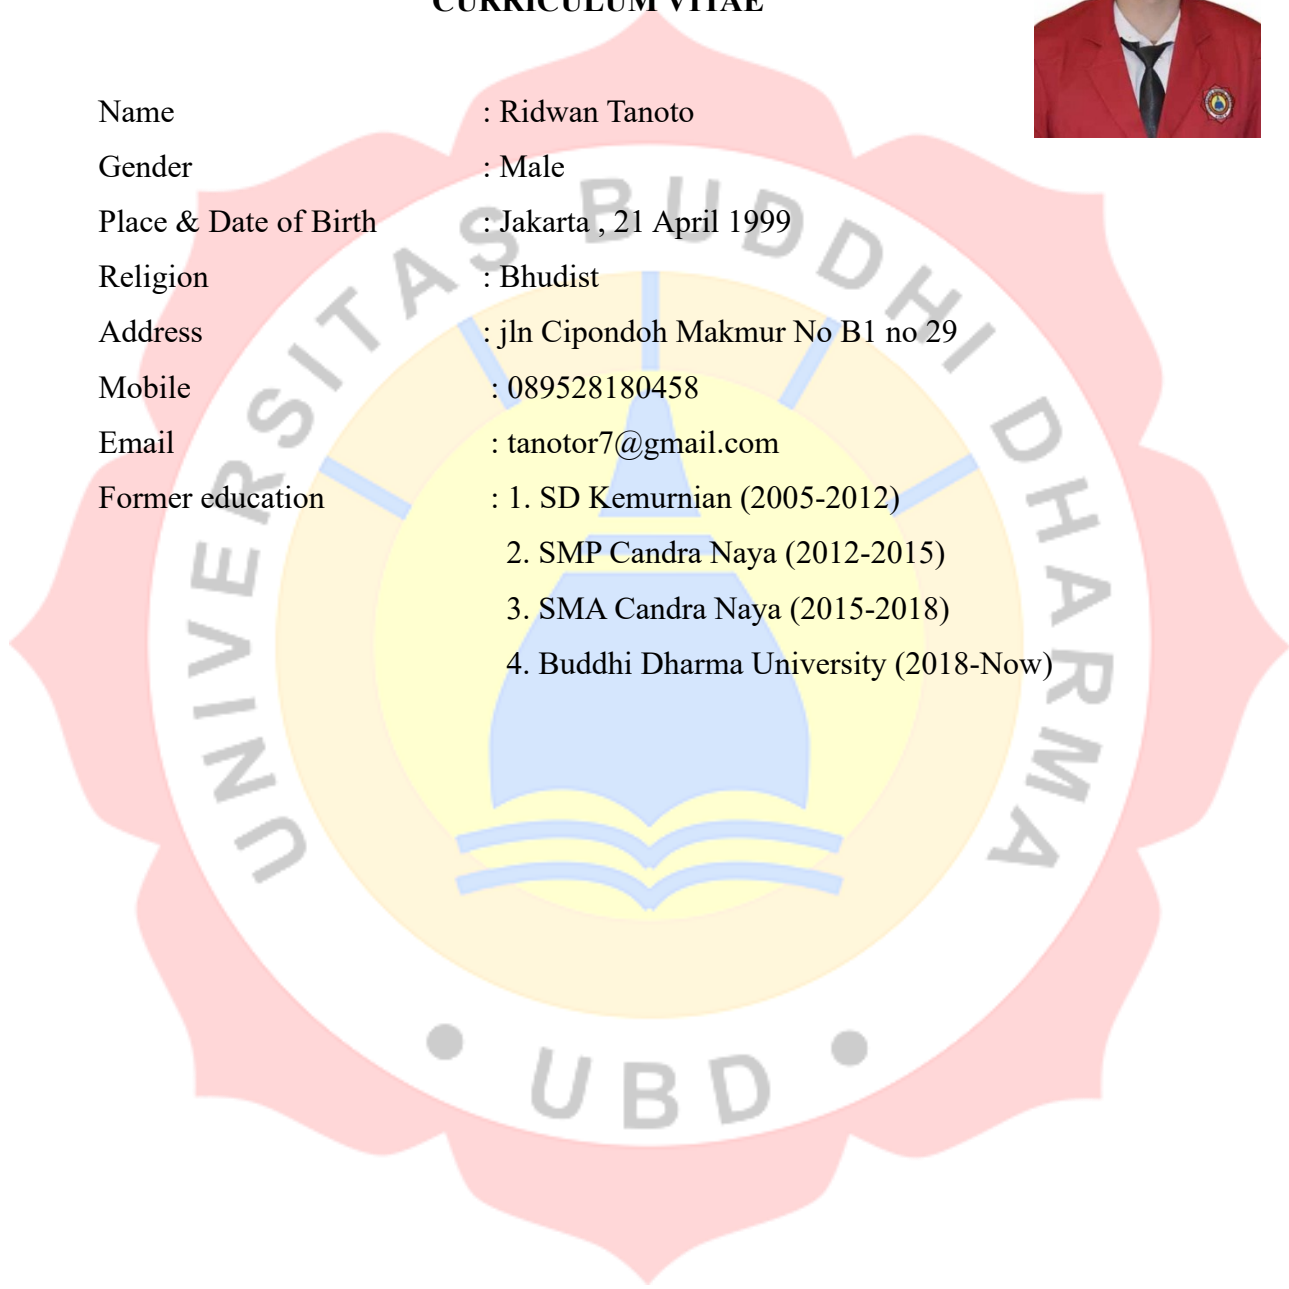 CURRICULUM VITAE
Name : Ridwan Tanoto
Gender : Male
Place & Date of Birth : Jakarta , 21 April 1999
Religion : Bhudist
Address : jln Cipondoh Makmur No B1 no 29
Mobile : 089528180458
Email : tanotor7@gmail.com
Former education : 1. SD Kemurnian (2005-2012)
2. SMP Candra Naya (2012-2015)
3. SMA Candra Naya (2015-2018)
4. Buddhi Dharma University (2018-Now)
UNIVERSITAS BUDDHI DHARMA
• UBD •